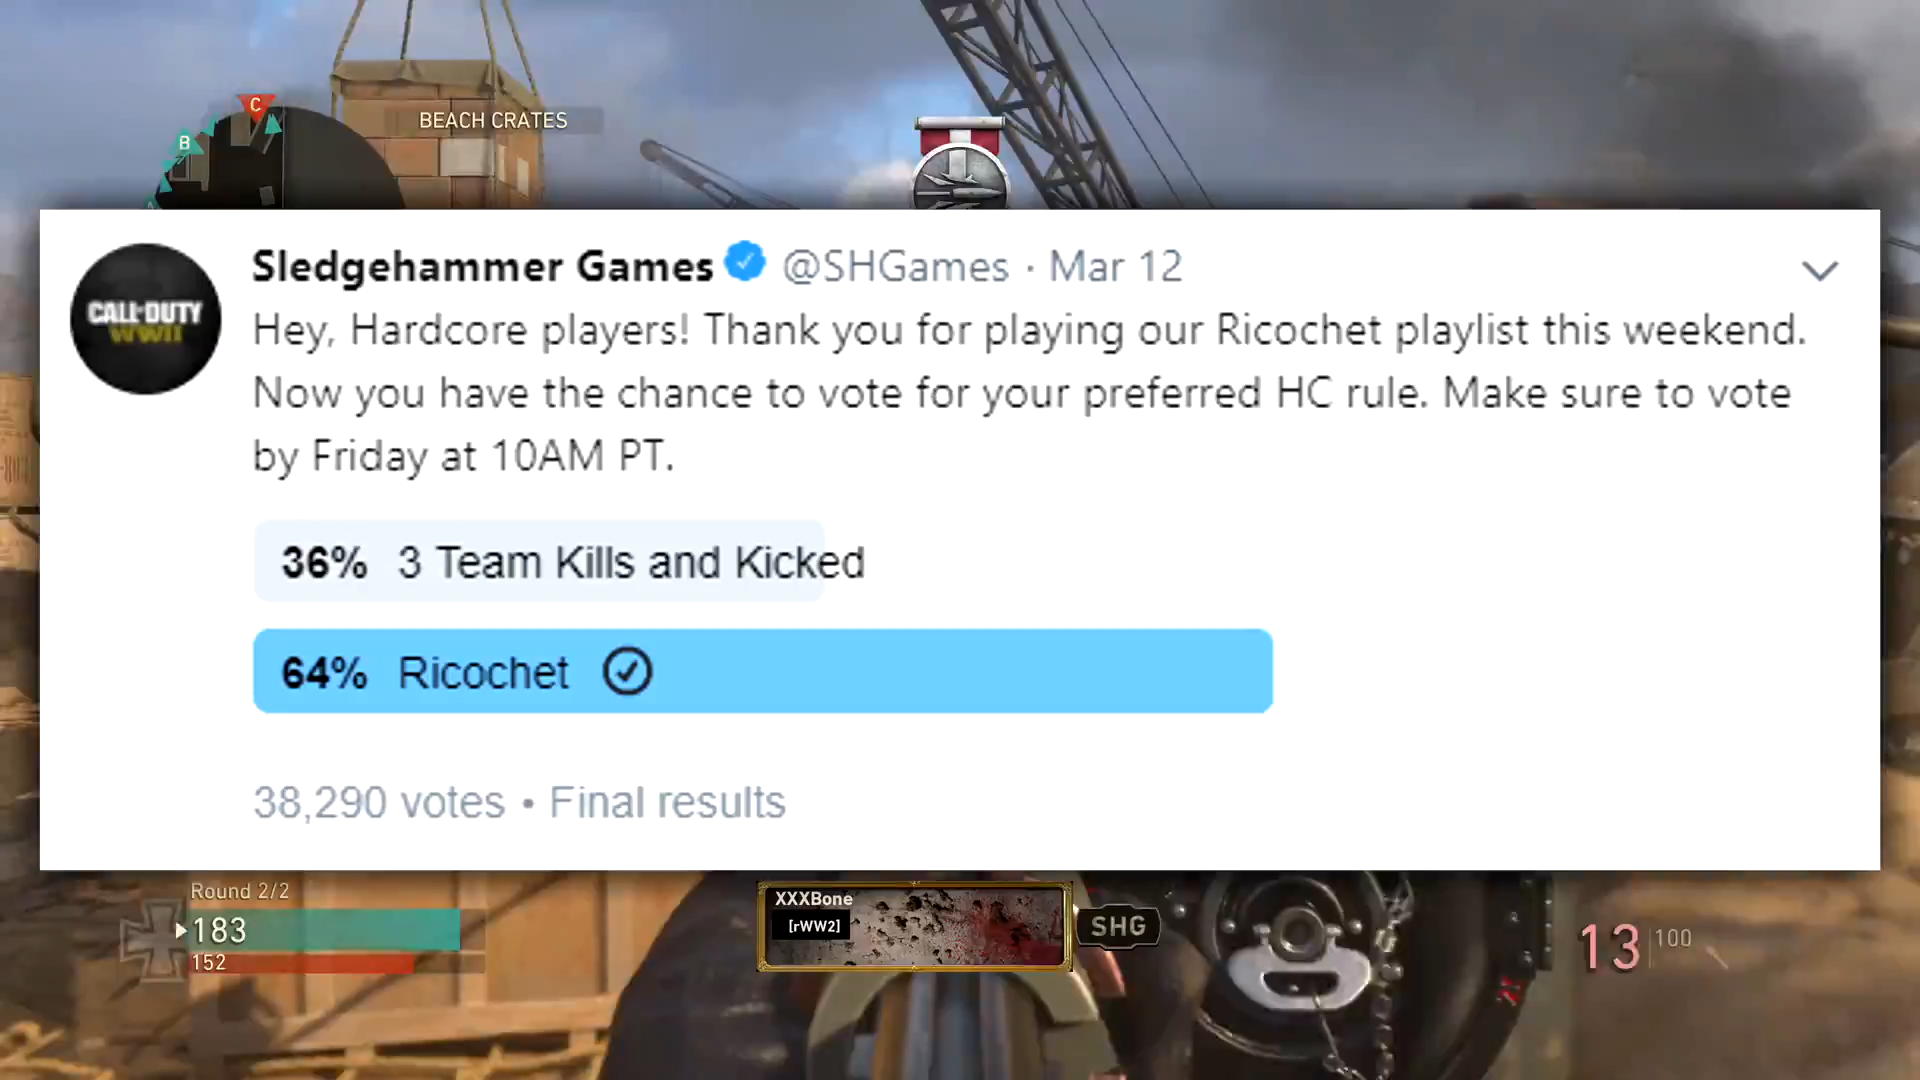 C
B
BEACH CRATES
Sledgehammer Games @SHGames · Mar 12
CALL OF DUTY
WWII
Hey, Hardcore players! Thank you for playing our Ricochet playlist this weekend.
Now you have the chance to vote for your preferred HC rule. Make sure to vote
by Friday at 10AM PT.
36% 3 Team Kills and Kicked
64% Ricochet
38,290 votes • Final results
Round 2/2
183
152
XXXBone
[rWW2]
SHG
13 100